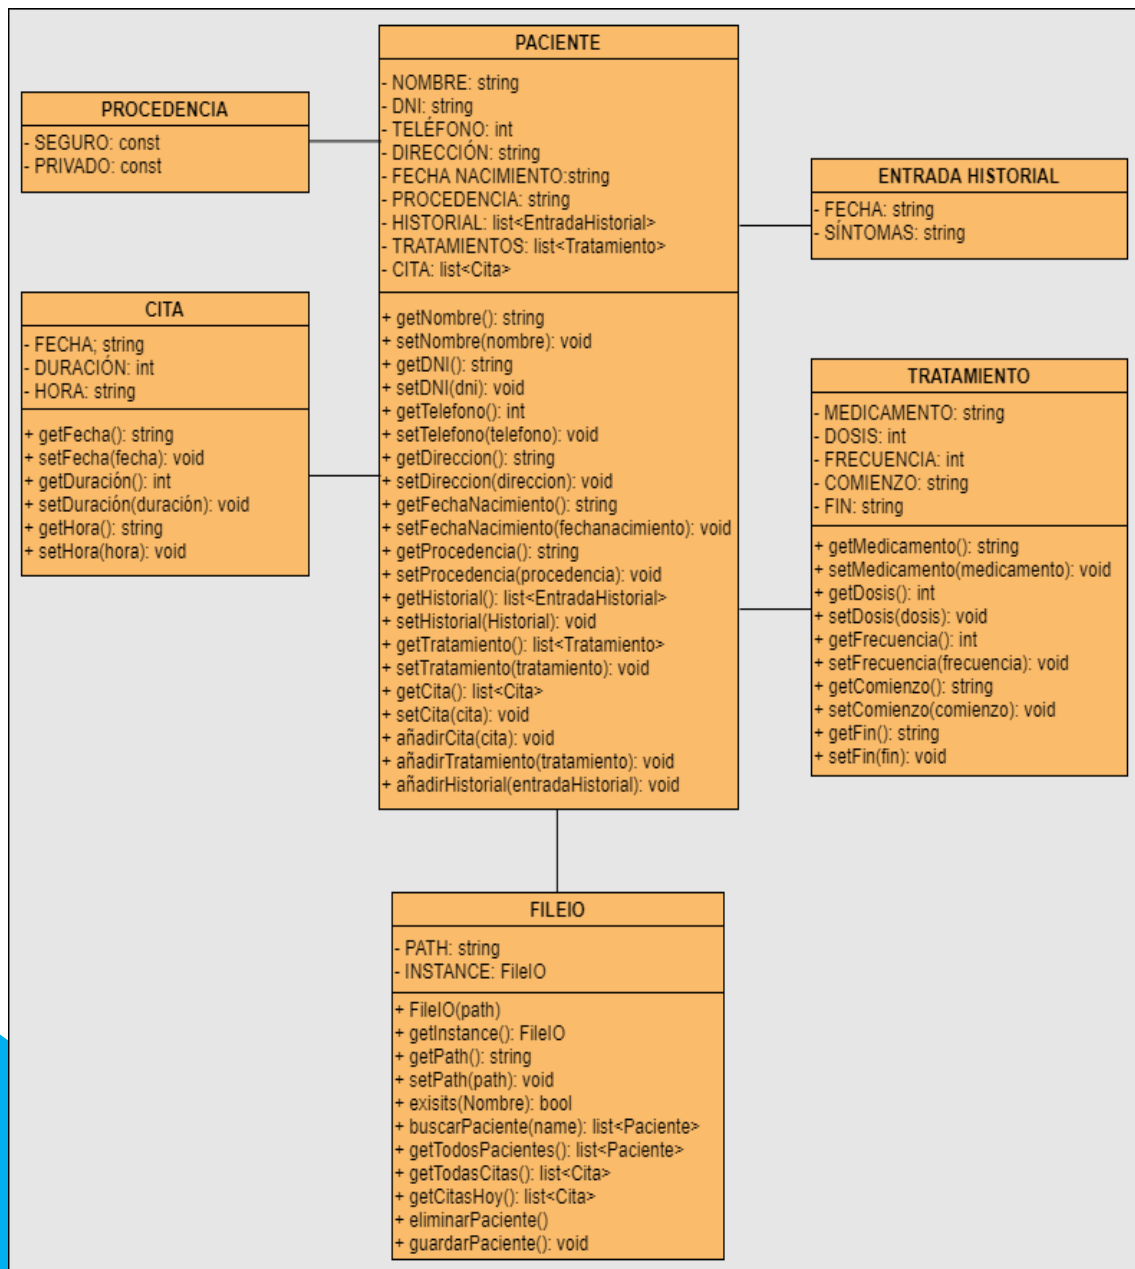 PACIENTE
- NOMBRE: string
- DNI: string
- TELÉFONO: int
- DIRECCIÓN: string
- FECHA NACIMIENTO:string
- PROCEDENCIA: string
- HISTORIAL: list<EntradaHistorial>
- TRATAMIENTOS: list<Tratamiento>
- CITA: list<Cita>
+ getNombre(): string
+ setNombre(nombre): void
+ getDNI(): string
+ setDNI(dni): void
+ getTelefono(): int
+ setTelefono(telefono): void
+ getDireccion(): string
+ setDireccion(direccion): void
+ getFechaNacimiento(): string
+ setFechaNacimiento(fechanacimiento): void
+ getProcedencia(): string
+ setProcedencia(procedencia): void
+ getHistorial(): list<EntradaHistorial>
+ setHistorial(Historial): void
+ getTratamiento(): list<Tratamiento>
+ setTratamiento(tratamiento): void
+ getCita(): list<Cita>
+ setCita(cita): void
+ añadirCita(cita): void
+ añadirTratamiento(tratamiento): void
+ añadirHistorial(entradaHistorial): void
PROCEDENCIA
- SEGURO: const
- PRIVADO: const
ENTRADA HISTORIAL
- FECHA: string
- SÍNTOMAS: string
CITA
- FECHA; string
- DURACIÓN: int
- HORA: string
+ getFecha(): string
+ setFecha(fecha): void
+ getDuración(): int
+ setDuración(duración): void
+ getHora(): string
+ setHora(hora): void
TRATAMIENTO
- MEDICAMENTO: string
- DOSIS: int
- FRECUENCIA: int
- COMIENZO: string
- FIN: string
+ getMedicamento(): string
+ setMedicamento(medicamento): void
+ getDosis(): int
+ setDosis(dosis): void
+ getFrecuencia(): int
+ setFrecuencia(frecuencia): void
+ getComienzo(): string
+ setComienzo(comienzo): void
+ getFin(): string
+ setFin(fin): void
FILEIO
- PATH: string
- INSTANCE: FileIO
+ FileIO(path)
+ getInstance(): FileIO
+ getPath(): string
+ setPath(path): void
+ exisits(Nombre): bool
+ buscarPaciente(name): list<Paciente>
+ getTodosPacientes(): list<Paciente>
+ getTodasCitas(): list<Cita>
+ getCitasHoy(): list<Cita>
+ eliminarPaciente()
+ guardarPaciente(): void